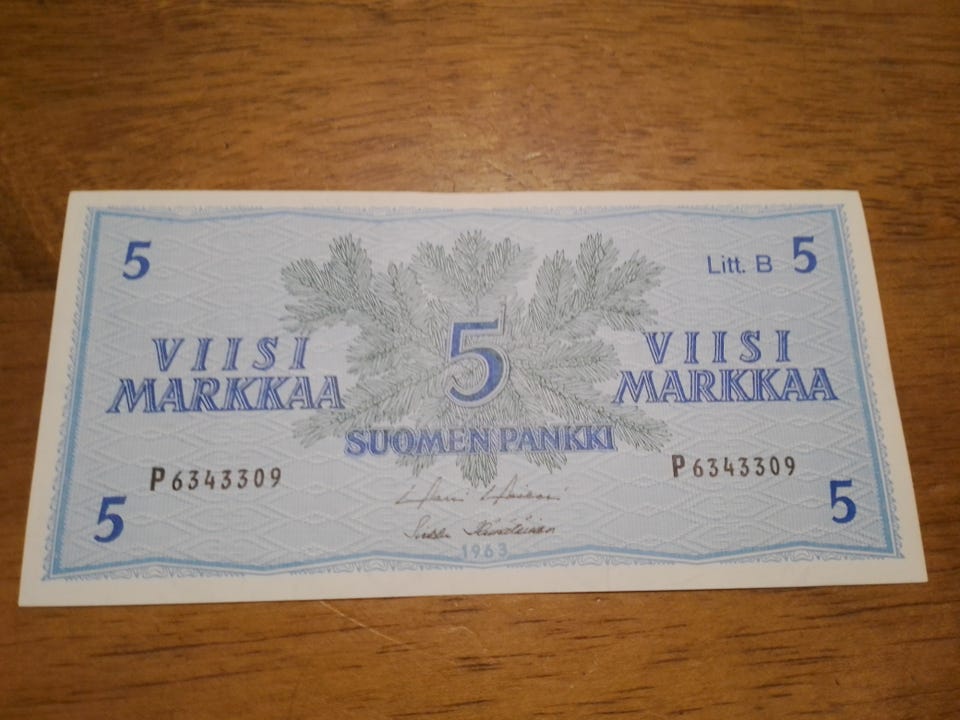 5
Litt. B 5
VIISI
MARKKAA
5
VIISI
MARKKAA
SUOMEN PANKKI
P6343309
P6343309
5
5
1963